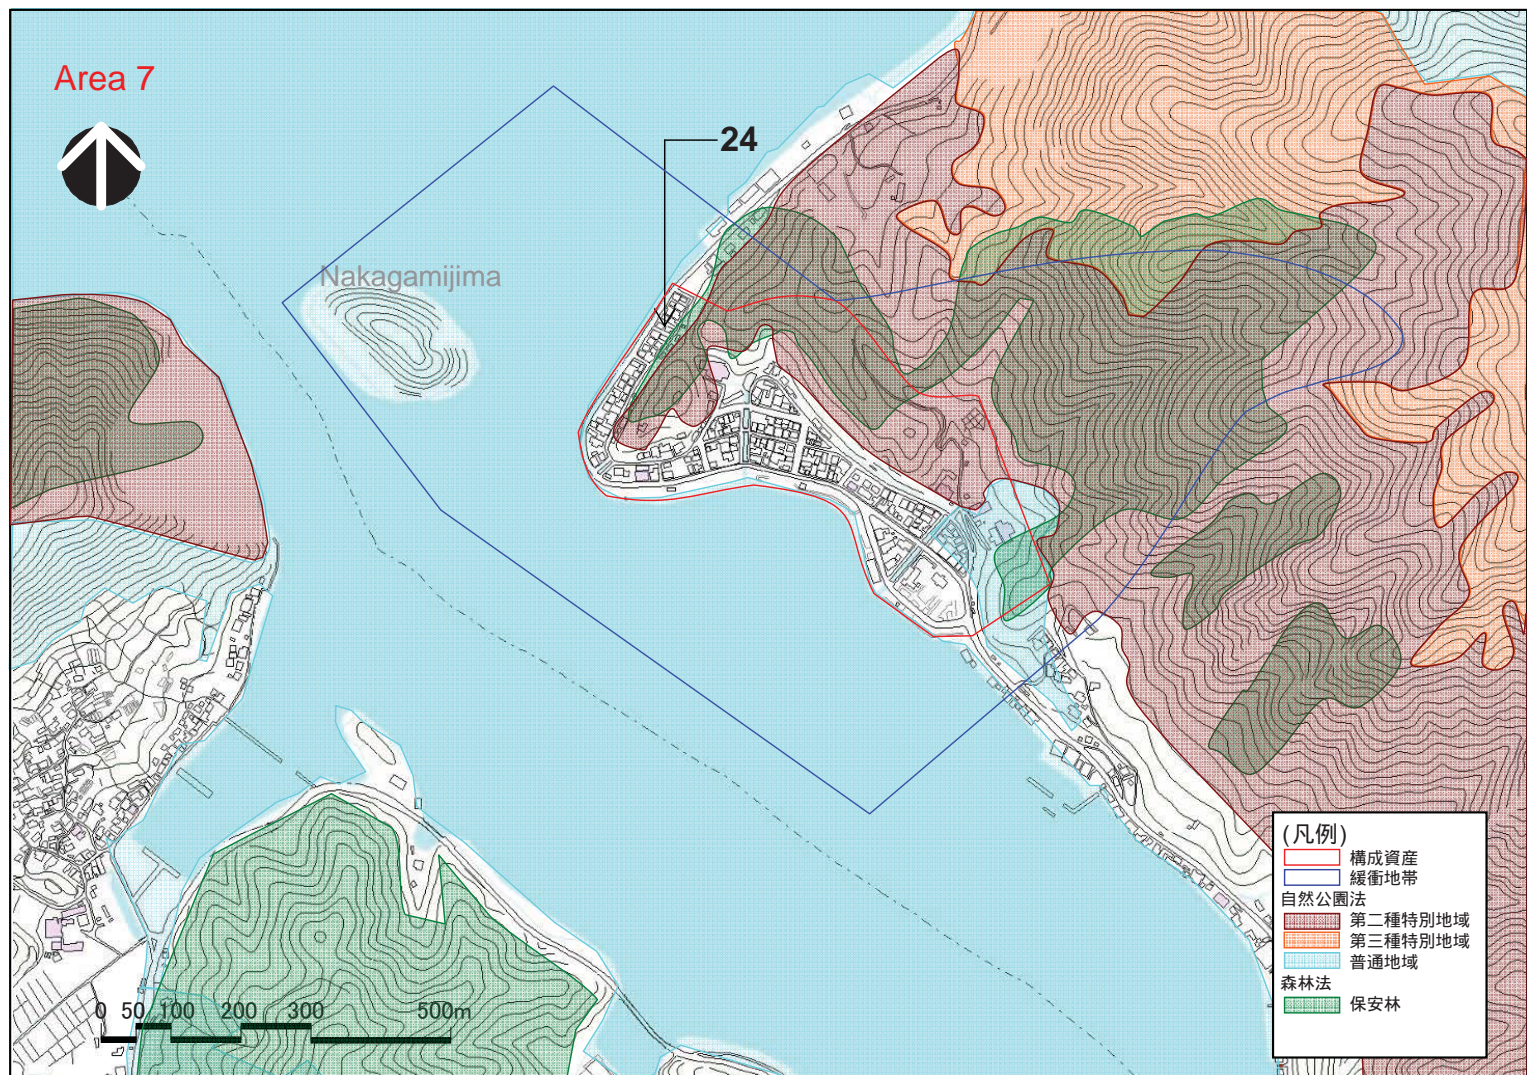 Area 7
24
Nakagamijima
(凡例)
構成資産
緩衝地帯
自然公園法
第二種特別地域
第三種特別地域
普通地域
森林法
保安林
0 50 100 200 300 500m